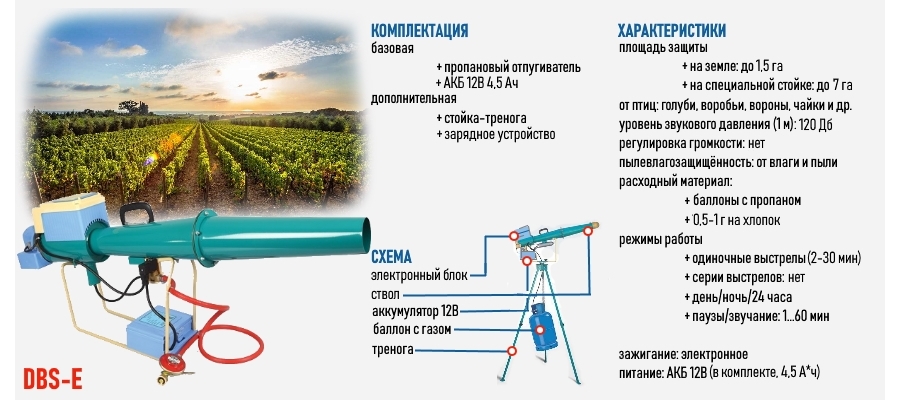 КОМПЛЕКТАЦИЯ
базовая
+ пропановый отпугиватель
+ АКБ 12В 4,5 Ач
дополнительная
+ стойка-тренога
+ зарядное устройство
СХЕМА
электронный блок
ствол
аккумулятор 12В
баллон с газом
тренога
DBS-E
ХАРАКТЕРИСТИКИ
площадь защиты
+ на земле: до 1,5 га
+ на специальной стойке: до 7 га
от птиц: голуби, воробьи, вороны, чайки и др.
уровень звукового давления (1 м): 120 Дб
регулировка громкости: нет
пылевлагозащищённость: от влаги и пыли
расходный материал:
+ баллоны с пропаном
+ 0,5-1 г на хлопок
режимы работы
+ одиночные выстрелы (2-30 мин)
+ серии выстрелов: нет
+ день/ночь/24 часа
+ паузы/звучание: 1...60 мин
зажигание: электронное
питание: АКБ 12В (в комплекте, 4,5 А*ч)